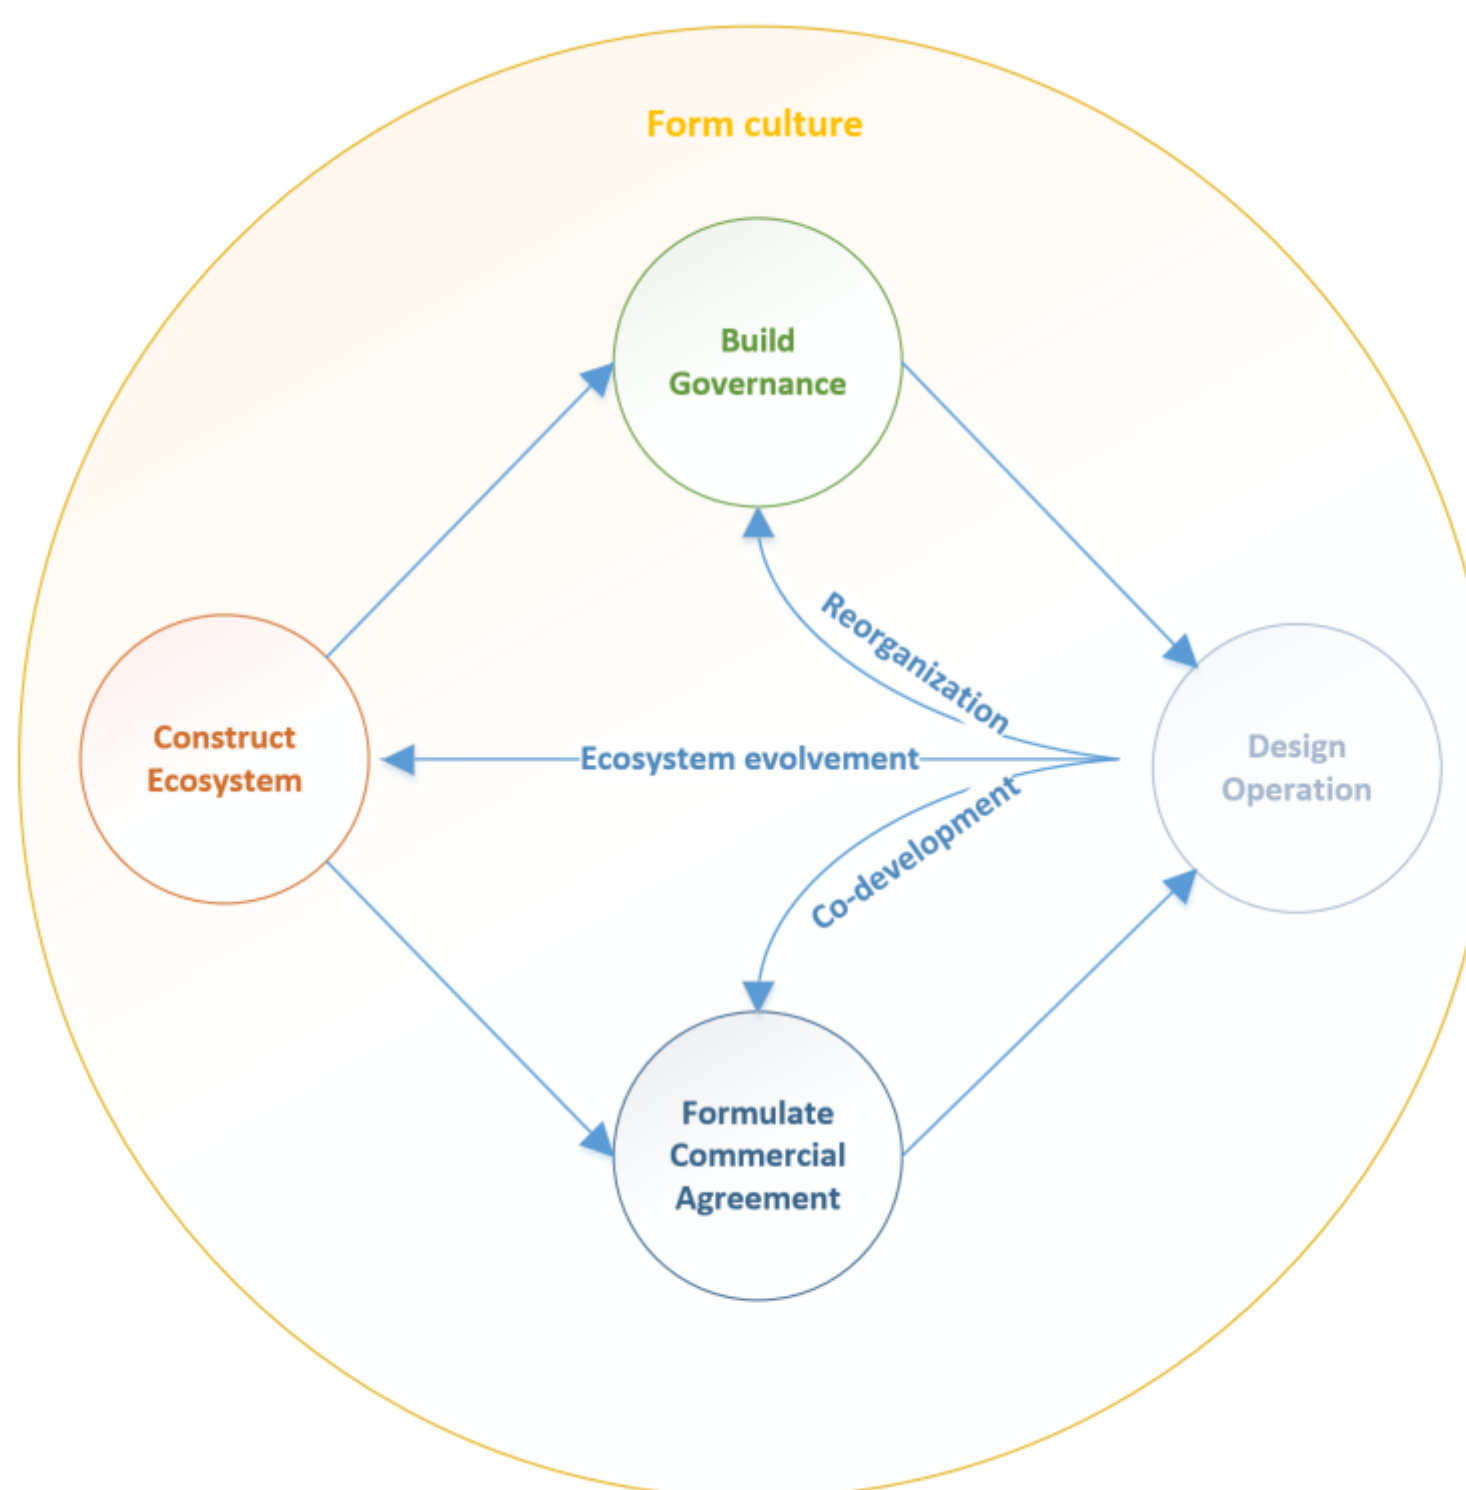 Form culture
Build
Governance
Reorganization
Construct
Ecosystem
Ecosystem evolvement
Design
Operation
Co-development
Formulate
Commercial
Agreement